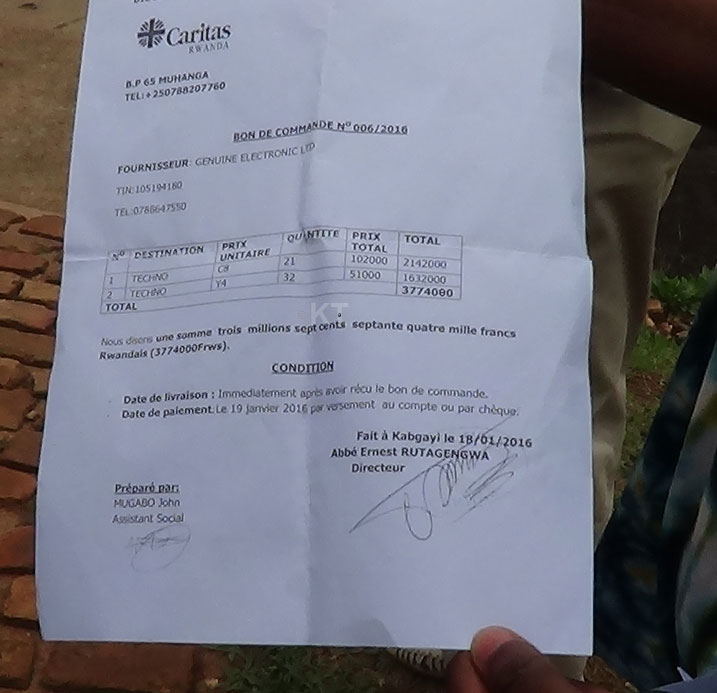 Caritas
RWANDA
B.P 65 MUHANGA
TEL:+250788207760
BON DE COMMANDE Nº 006/2016
FOURNISSEUR: GENUINE ELECTRONIC LTD
TIN:105194180
TEL:0788647550
Nº DESTINATION PRIX UNITAIRE QUANTITE PRIX TOTAL TOTAL
1 TECHNO C8 21 102000 2142000
2 TECHNO Y4 32 51000 1632000
TOTAL 3774000
KT
Nous disons une somme trois millions sept cents septante quatre mille francs
Rwandais (3774000Frws).
CONDITION
Date de livraison : Immediatement après avoir récu le bon de commande.
Date de paiement: Le 19 janvier 2016 par versement au compte ou par chèque.
Fait à Kabgayi le 18/01/2016
Abbé Ernest RUTAGENGWA
Directeur
Préparé par:
MUGABO John
Assistant Social